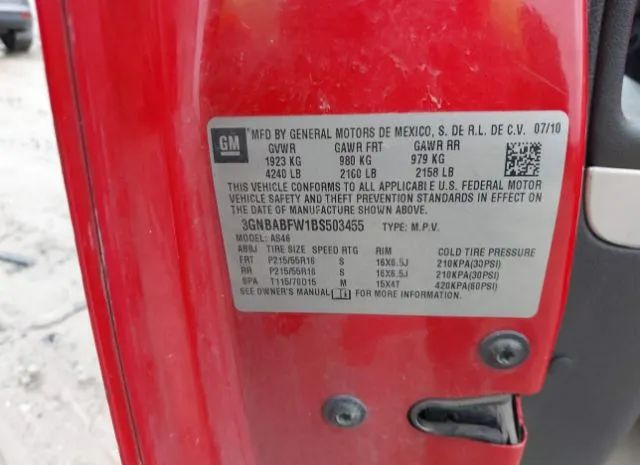 GM
MFD BY GENERAL MOTORS DE MEXICO, S. DE R.L. DE C.V. 07/10
GVWR GAWR FRT GAWR RR
1923 KG 980 KG 979 KG
4240 LB 2160 LB 2158 LB
THIS VEHICLE CONFORMS TO ALL APPLICABLE U.S. FEDERAL MOTOR
VEHICLE SAFETY AND THEFT PREVENTION STANDARDS IN EFFECT ON
THE DATE OF MANUFACTURE SHOWN ABOVE.
3GNBABFW1BS503455 TYPE: M.P.V.
MODEL: AS46
TIRE SIZE SPEED RTG RIM COLD TIRE PRESSURE
FRT P215/55R16 S 16X6.5J 210KPA(30PSI)
RR P215/55R16 S 16X6.5J 210KPA(30PSI)
SPA T115/70D15 M 15X4T 420KPA(60PSI)
SEE OWNER'S MANUAL FOR MORE INFORMATION.